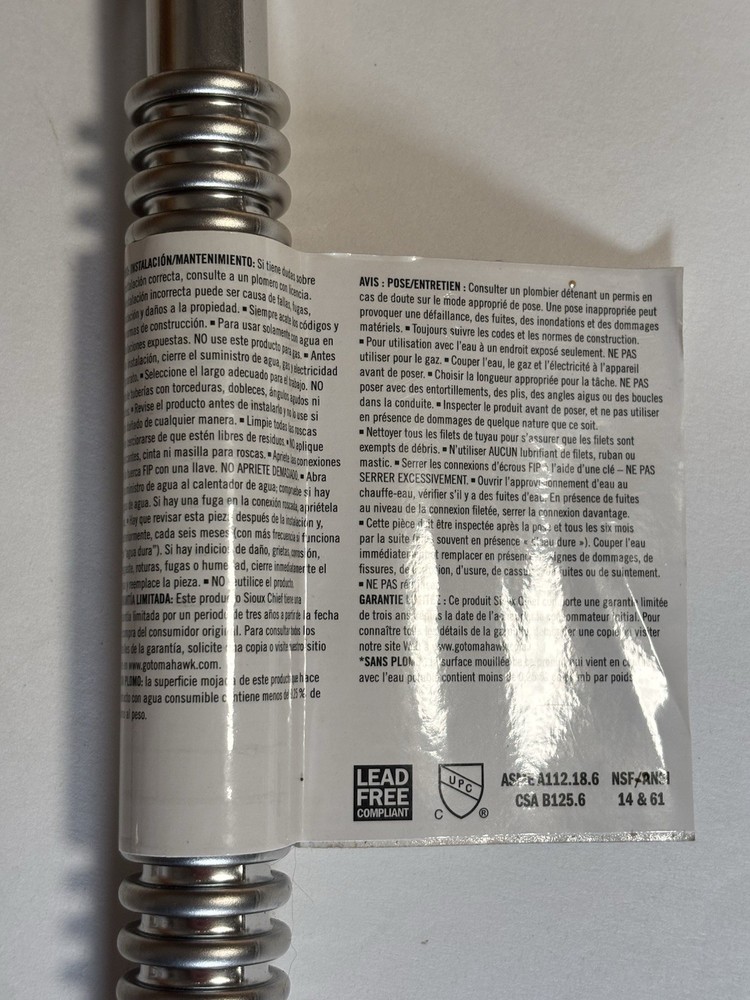 INSTALACIÓN/MANTENIMIENTO: Si tiene dudas sobre
correcta, consulte a un plomero con licencia.
incorrecta puede ser causa de fallas, fugas,
y daños a la propiedad. ▪ Siempre acate los códigos y
de construcción. ▪ Para usar solamente con agua en
expuestas. NO use este producto para gas. ▪ Antes
cierre el suministro de agua, gas y electricidad
▪ Seleccione el largo adecuado para el trabajo. NO
tuberías con torceduras, dobleces, ángulos agudos ni
▪ Revise el producto antes de instalarlo y no lo use si
de cualquier manera. ▪ Limpie todas las roscas
de que estén libres de residuos. ▪ NO aplique
cinta ni masilla para roscas. ▪ Apriete las conexiones
FIP con una llave. NO APRIETE DEMASIADO. ▪ Abra
de agua al calentador de agua; compruebe si hay
de agua. Si hay una fuga en la conexión roscada, apriétela
▪ Hay que revisar esta pieza después de la instalación y,
cada seis meses (con más frecuencia si funciona
dura"). Si hay indicios de daño, grietas, corrosión,
roturas, fugas o humedad, cierre inmediatamente el
reemplace la pieza. ▪ NO reutilice el producto.
LIMITADA: Este producto Sioux Chief tiene una
limitada por un periodo de tres años a partir de la fecha
del consumidor original. Para consultar todos los
de la garantía, solicite una copia o visite nuestro sitio
www.gotomahawk.com.
PLOMO: la superficie mojada de este producto que hace
con agua consumible contiene menos del 0.25 % de
peso.
AVIS : POSE/ENTRETIEN : Consulter un plombier détenant un permis en
cas de doute sur le mode approprié de pose. Une pose inappropriée peut
provoquer une défaillance, des fuites, des inondations et des dommages
matériels. ▪ Toujours suivre les codes et les normes de construction.
▪ Pour utilisation avec l'eau à un endroit exposé seulement. NE PAS
utiliser pour le gaz. ▪ Couper l'eau, le gaz et l'électricité à l'appareil
avant de poser. ▪ Choisir la longueur appropriée pour la tâche. NE PAS
poser avec des entortillements, des plis, des angles aigus ou des boucles
dans la conduite. ▪ Inspecter le produit avant de poser, et ne pas utiliser
en présence de dommages de quelque nature que ce soit.
▪ Nettoyer tous les filets de tuyau pour s'assurer que les filets sont
exempts de débris. ▪ N'utiliser AUCUN lubrifiant de filets, ruban ou
mastic. ▪ Serrer les connexions d'écrous FIP à l'aide d'une clé – NE PAS
SERRER EXCESSIVEMENT. ▪ Ouvrir l'approvisionnement d'eau au
chauffe-eau, vérifier s'il y a des fuites d'eau. En présence de fuites
au niveau de la connexion filetée, serrer la connexion davantage.
▪ Cette pièce doit être inspectée après la pose et tous les six mois
par la suite souvent en présence « d'eau dure »). Couper l'eau
immédiatement et remplacer en présence de signes de dommages, de
fissures, de corrosion, d'usure, de cassures, de fuites ou de suintement.
▪ NE PAS
GARANTIE LIMITÉE : Ce produit Sioux Chief comporte une garantie limitée
de trois ans à partir de la date de l'achat du consommateur initial. Pour
connaître tous les détails de la garantie, demander une copie ou visiter
notre site Web www.gotomahawk
*SANS PLOMB surface mouillée de ce produit qui vient en
avec l'eau potable contient moins de 0,25 % de plomb par poids.
LEAD
FREE
COMPLIANT
UPC
C ®
ASME A112.18.6
CSA B125.6
NSF/ANSI
14 & 61